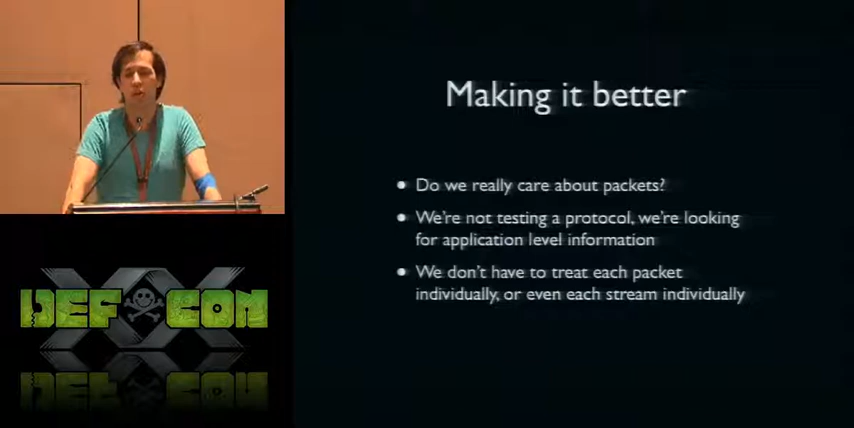 Making it better
• Do we really care about packets?
• We're not testing a protocol, we're looking
for application level information
• We don't have to treat each packet
individually, or even each stream individually
XX
DEF CON